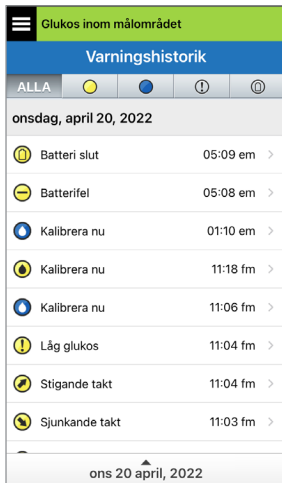 Glukos inom målområdet
Varningshistorik
ALLA
onsdag, april 20, 2022
Batteri slut 05:09 em
Batterifel 05:08 em
Kalibrera nu 01:10 em
Kalibrera nu 11:18 fm
Kalibrera nu 11:06 fm
Låg glukos 11:04 fm
Stigande takt 11:04 fm
Sjunkande takt 11:03 fm
ons 20 april, 2022